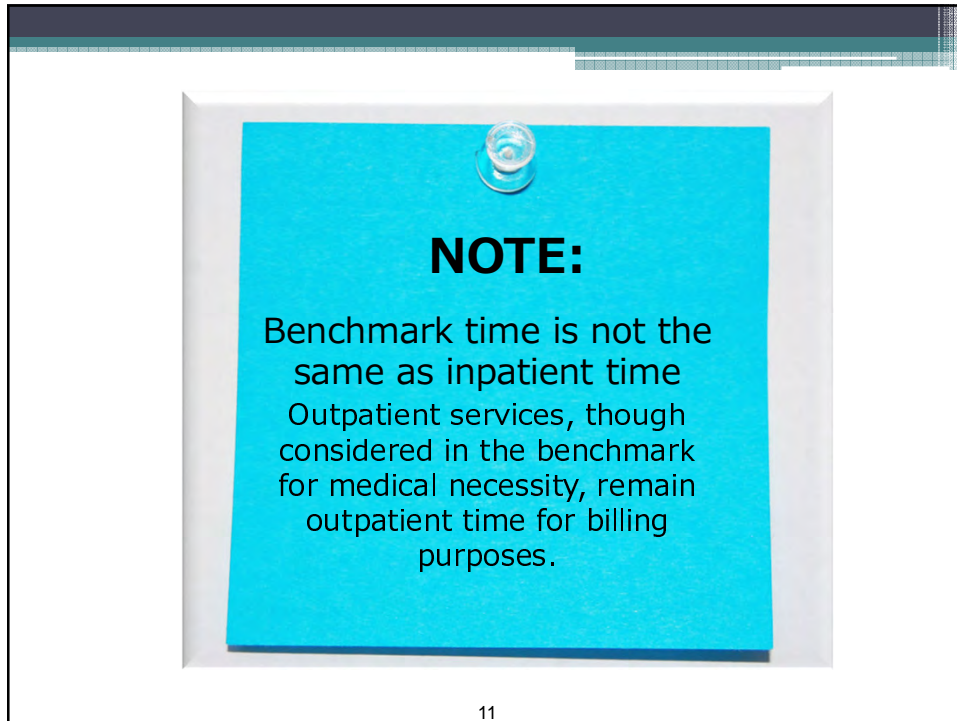 NOTE:
Benchmark time is not the
same as inpatient time
Outpatient services, though
considered in the benchmark
for medical necessity, remain
outpatient time for billing
purposes.
11